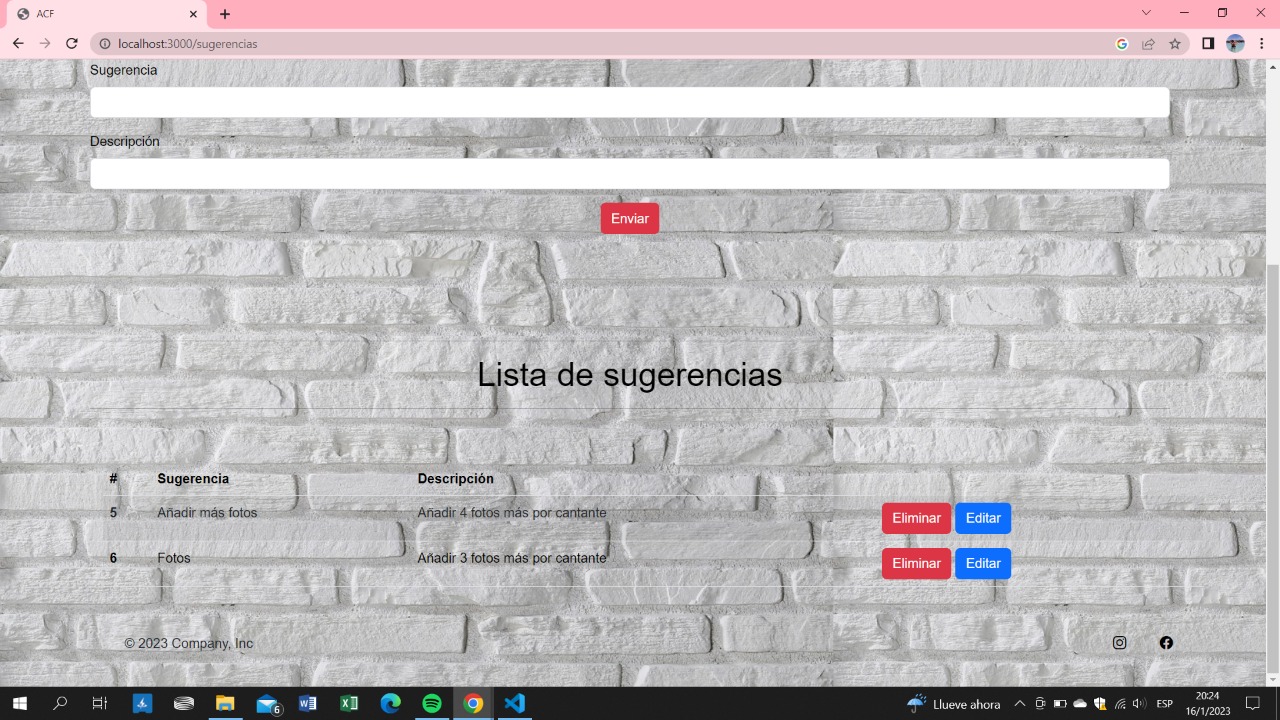 ACF
localhost:3000/sugerencias
Sugerencia
Descripción
Enviar
Lista de sugerencias
# Sugerencia Descripción
5 Añadir más fotos Añadir 4 fotos más por cantante Eliminar Editar
6 Fotos Añadir 3 fotos más por cantante Eliminar Editar
© 2023 Company, Inc
6 Llueve ahora ESP 20:24
16/1/2023